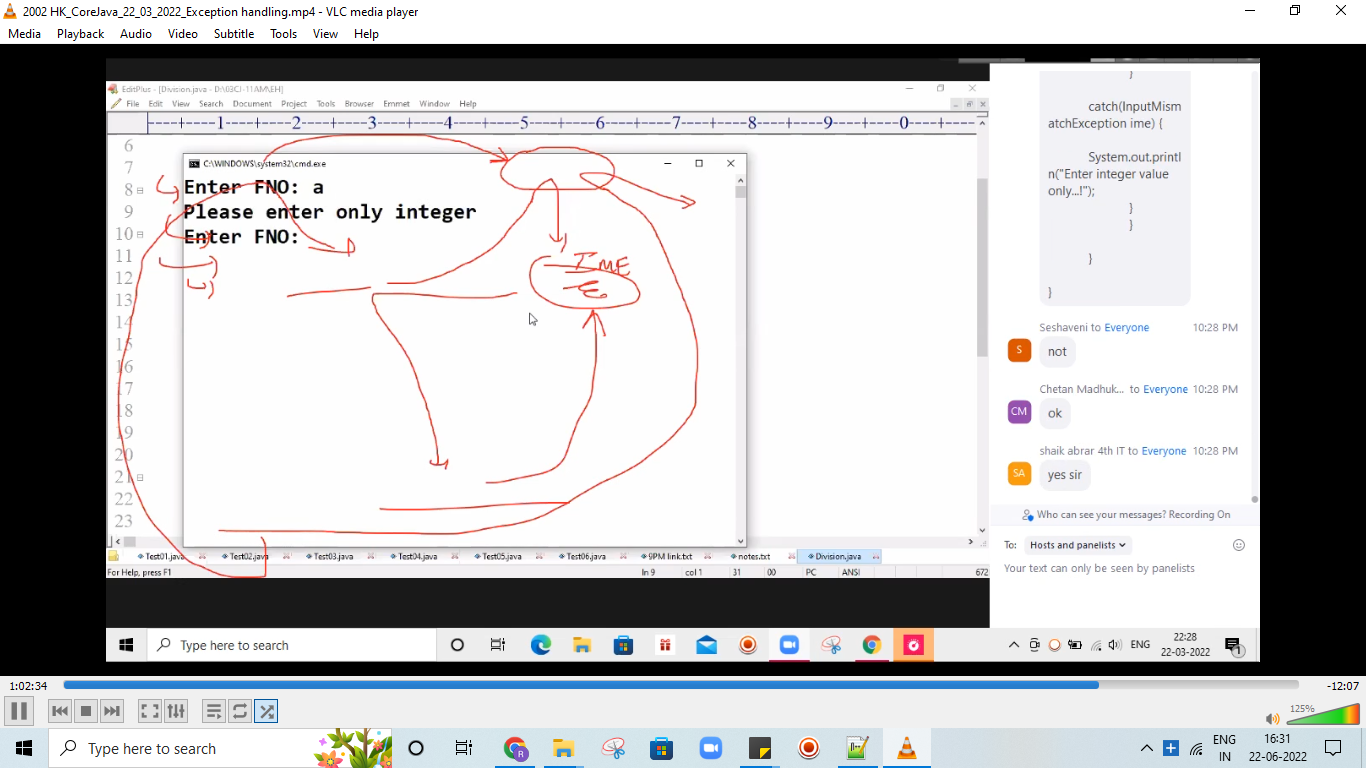 2002 HK_CoreJava_22_03_2022_Exception handling.mp4 - VLC media player
Media Playback Audio Video Subtitle Tools View Help
EditPlus - [Division.java - D:\03CJ-11AM\EH]
File Edit View Search Document Project Tools Browser Emmet Window Help
----+----1----+----2----+----3----+----4----+----5----+----6----+----7----+----8----+----9----+----0----+----
6
7
8
9
10
11
12
13
14
15
16
17
18
19
20
21
22
23
C:\WINDOWS\system32\cmd.exe
Enter FNO: a
Please enter only integer
Enter FNO:
IME
Test01.java Test02.java Test03.java Test04.java Test05.java Test06.java 9PM link.txt notes.txt Division.java
For Help, press F1 ln 9 col 1 31 00 PC ANSI 672
}
catch(InputMism
atchException ime) {
System.out.printl
n("Enter integer value
only...!");
}
}
}
}
Seshaveni to Everyone 10:28 PM
S not
Chetan Madhuk... to Everyone 10:28 PM
CM ok
shaik abrar 4th IT to Everyone 10:28 PM
SA yes sir
Who can see your messages? Recording On
To: Hosts and panelists
Your text can only be seen by panelists
Type here to search
ENG
22:28
22-03-2022
1
1:02:34 -12:07
125%
Type here to search
R
ENG
IN
16:31
22-06-2022